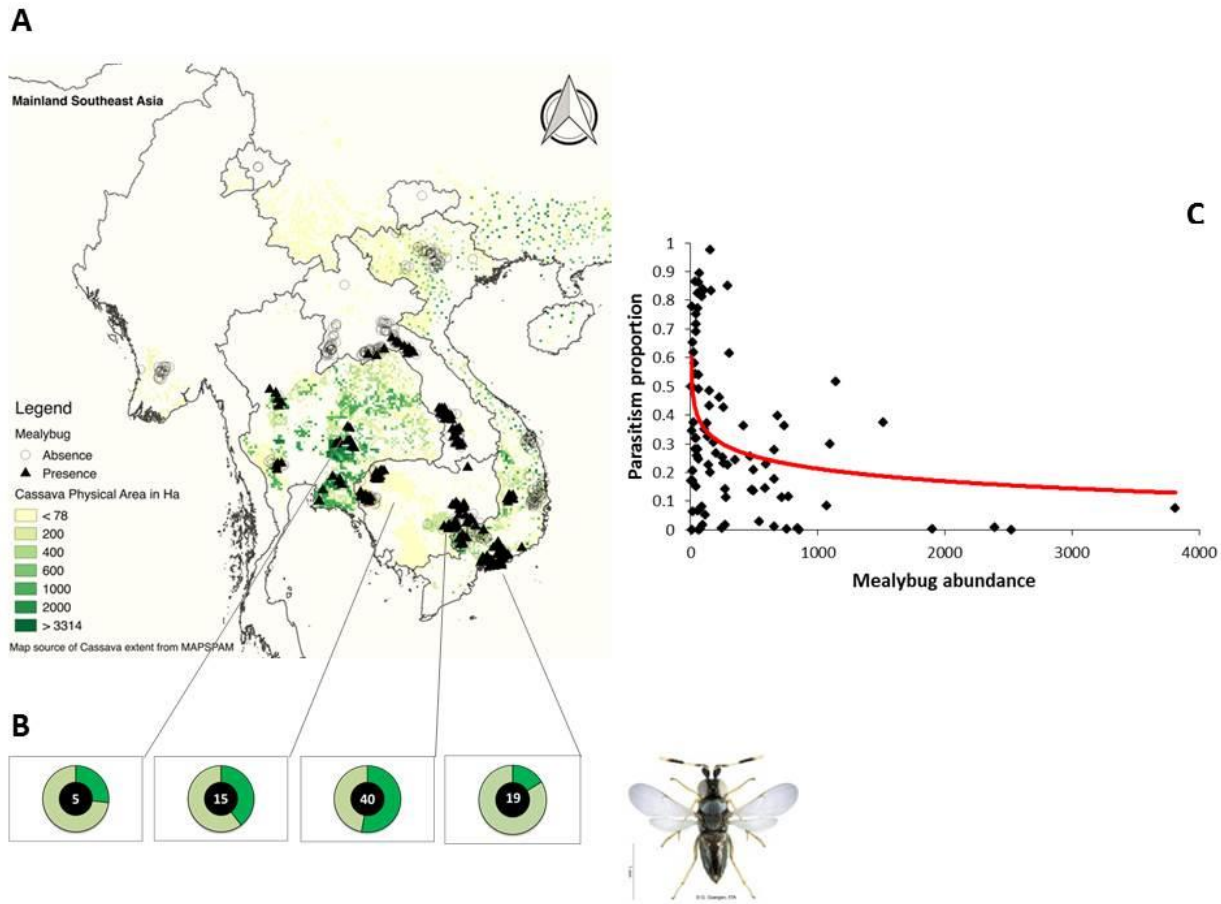 A
Mainland Southeast Asia
Legend
Mealybug
Absence
Presence
Cassava Physical Area in Ha
< 78
200
400
600
1000
2000
> 3314
Map source of Cassava extent from MAPSPAM
B
5
15
40
19
C
Parasitism proportion
1
0.9
0.8
0.7
0.6
0.5
0.4
0.3
0.2
0.1
0
0
1000
2000
3000
4000
Mealybug abundance